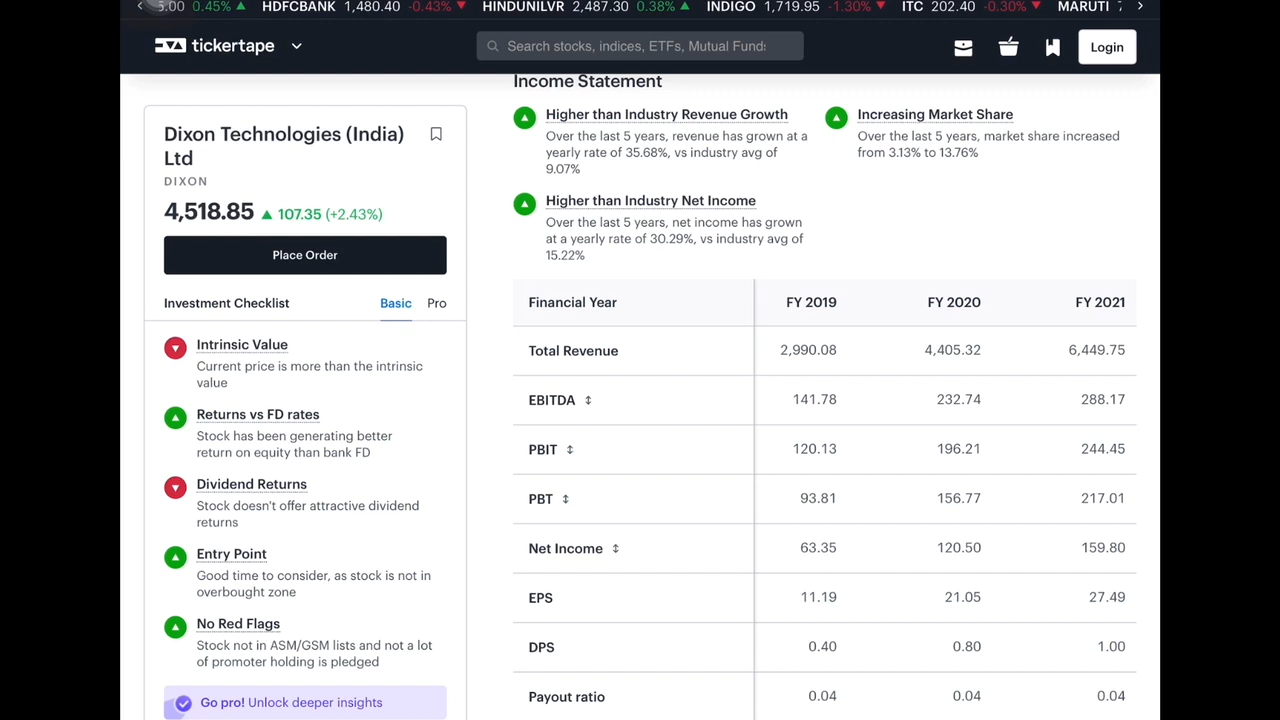 5.00 0.45% HDFCBANK 1,480.40 -0.43% HINDUNILVR 2,487.30 0.38% INDIGO 1,719.95 -1.30% ITC 202.40 -0.30% MARUTI
tickertape
Search stocks, indices, ETFs, Mutual Funds
Login
Dixon Technologies (India)
Ltd
DIXON
4,518.85 107.35 (+2.43%)
Place Order
Investment Checklist Basic Pro
Intrinsic Value
Current price is more than the intrinsic
value
Returns vs FD rates
Stock has been generating better
return on equity than bank FD
Dividend Returns
Stock doesn't offer attractive dividend
returns
Entry Point
Good time to consider, as stock is not in
overbought zone
No Red Flags
Stock not in ASM/GSM lists and not a lot
of promoter holding is pledged
Go pro! Unlock deeper insights
Income Statement
Higher than Industry Revenue Growth
Over the last 5 years, revenue has grown at a
yearly rate of 35.68%, vs industry avg of
9.07%
Increasing Market Share
Over the last 5 years, market share increased
from 3.13% to 13.76%
Higher than Industry Net Income
Over the last 5 years, net income has grown
at a yearly rate of 30.29%, vs industry avg of
15.22%
Financial Year FY 2019 FY 2020 FY 2021
Total Revenue 2,990.08 4,405.32 6,449.75
EBITDA 141.78 232.74 288.17
PBIT 120.13 196.21 244.45
PBT 93.81 156.77 217.01
Net Income 63.35 120.50 159.80
EPS 11.19 21.05 27.49
DPS 0.40 0.80 1.00
Payout ratio 0.04 0.04 0.04